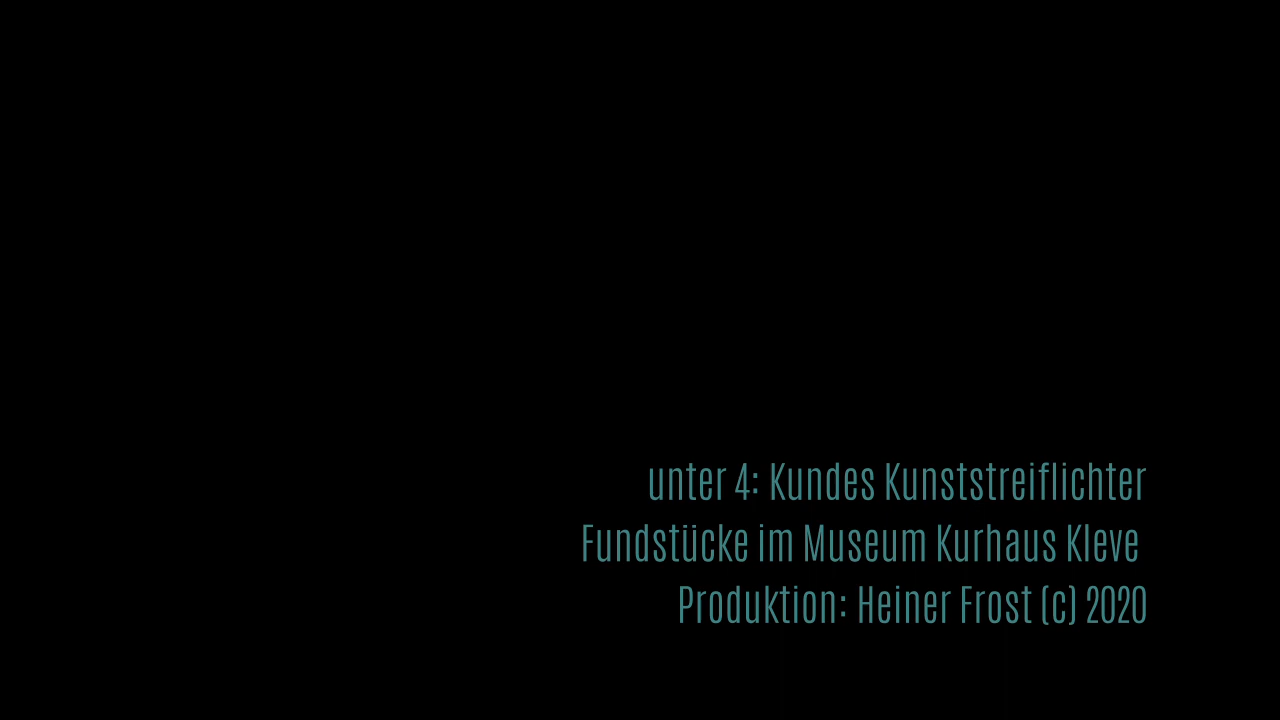 unter 4: Kundes Kunststreiflichter
Fundstücke im Museum Kurhaus Kleve
Produktion: Heiner Frost (c) 2020